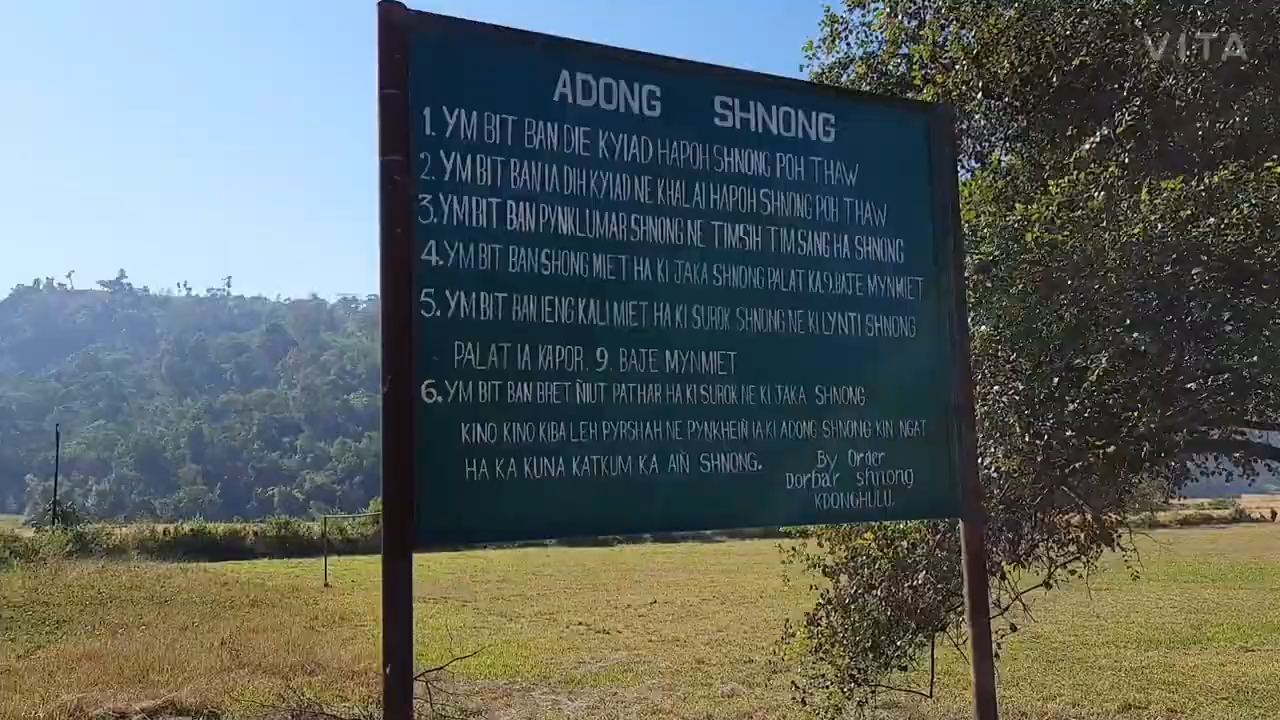 VITA
ADONG SHNONG
1. YM BIT BAN DIE KYIAD HAPOH SHNONG POH THAW
2. YM BIT BAN IA DIH KYIAD NE KHALAI HAPOH SHNONG POH THAW
3. YM BIT BAN PYNKLUMAR SHNONG NE TIMSIH TIM SANG HA SHNONG
4. YM BIT BAN SHONG MIET HA KI JAKA SHNONG PALAT KA.9.BAJE MYNMIET
5. YM BIT BAN IENG KALI MIET HA KI SUROK SHNONG NE KI LYNTI SHNONG
PALAT IA KAPOR. 9. BAJE MYNMIET
6. YM BIT BAN BRET ÑIUT PATHAR HA KI SUROK NE KI JAKA SHNONG
KINO KINO KIBA LEH PYRSHAH NE PYNKHEIÑ IA KI ADONG SHNONG KIN NGAT
HA KA KUNA KATKUM KA AIÑ SHNONG.
By Order
Dorbar shnong
KDONGHULU.